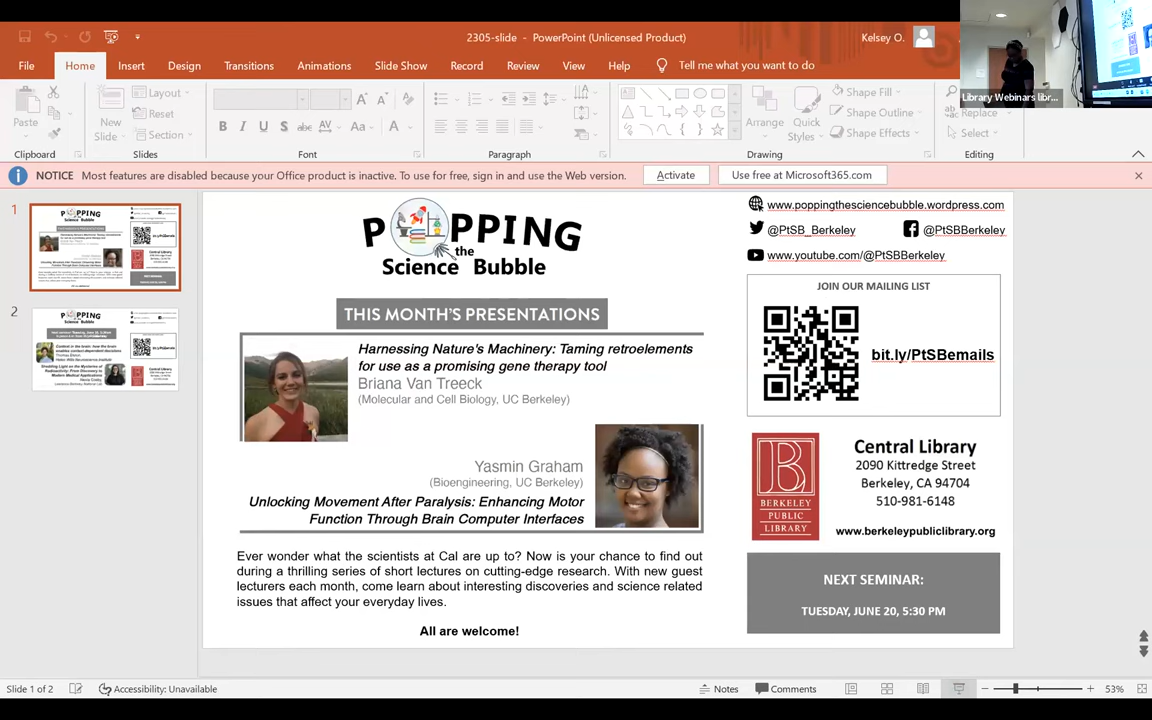 2305-slide - PowerPoint (Unlicensed Product)
Kelsey O.
File Home Insert Design Transitions Animations Slide Show Record Review View Help Tell me what you want to do
Library Webinars libr...
Paste
New
Slide
Layout
Reset
Section
Arrange
Quick
Styles
Shape Fill
Shape Outline
Shape Effects
Replace
Select
Clipboard Slides Font Paragraph Drawing Editing
NOTICE Most features are disabled because your Office product is inactive. To use for free, sign in and use the Web version. Activate Use free at Microsoft365.com
1
2
POPPING
the
Science Bubble
THIS MONTH'S PRESENTATIONS
Harnessing Nature's Machinery: Taming retroelements
for use as a promising gene therapy tool
Briana Van Treeck
(Molecular and Cell Biology, UC Berkeley)
Yasmin Graham
(Bioengineering, UC Berkeley)
Unlocking Movement After Paralysis: Enhancing Motor
Function Through Brain Computer Interfaces
Ever wonder what the scientists at Cal are up to? Now is your chance to find out
during a thrilling series of short lectures on cutting-edge research. With new guest
lecturers each month, come learn about interesting discoveries and science related
issues that affect your everyday lives.
All are welcome!
www.poppingthesciencebubble.wordpress.com
@PtSB_Berkeley @PtSBBerkeley
www.youtube.com/@PtSBBerkeley
JOIN OUR MAILING LIST
bit.ly/PtSBemails
BERKELEY
PUBLIC
LIBRARY
Central Library
2090 Kittredge Street
Berkeley, CA 94704
510-981-6148
www.berkeleypubliclibrary.org
NEXT SEMINAR:
TUESDAY, JUNE 20, 5:30 PM
Slide 1 of 2 Accessibility: Unavailable Notes Comments 53%